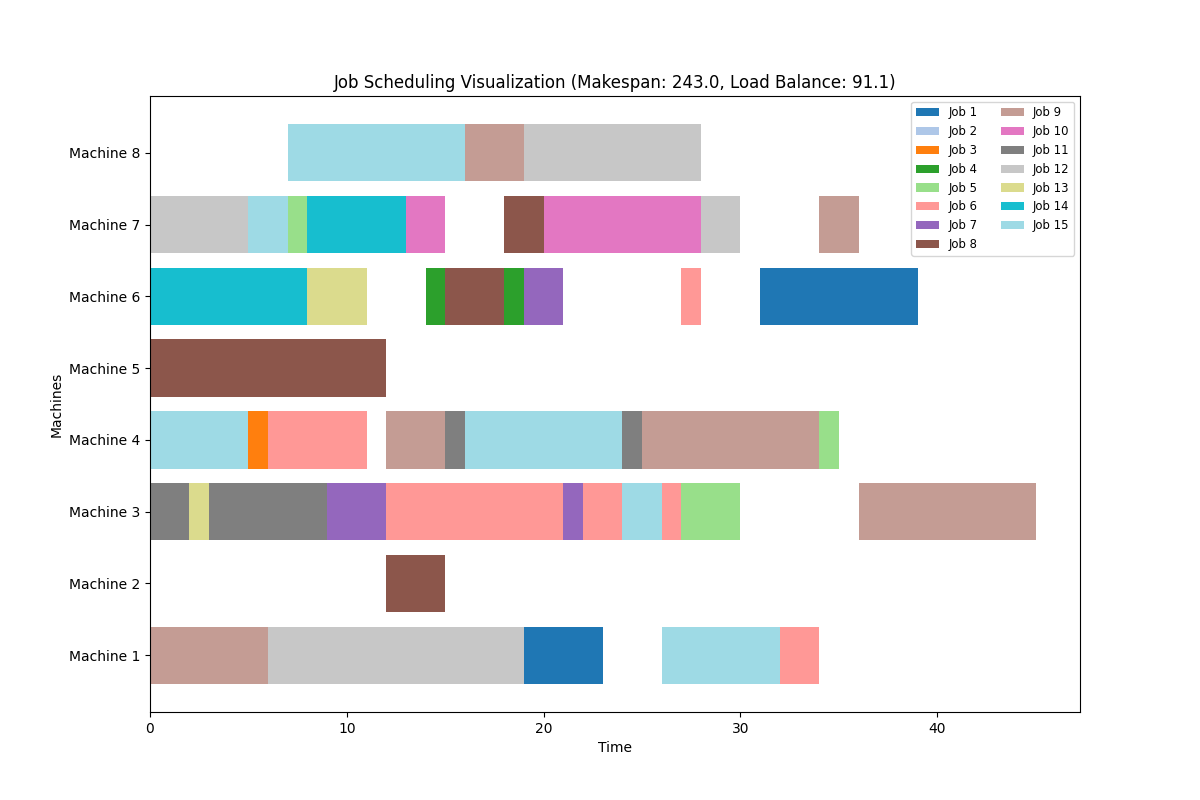 Job Scheduling Visualization (Makespan: 243.0, Load Balance: 91.1)
Machines
Machine 8
Machine 7
Machine 6
Machine 5
Machine 4
Machine 3
Machine 2
Machine 1
Job 1
Job 2
Job 3
Job 4
Job 5
Job 6
Job 7
Job 8
Job 9
Job 10
Job 11
Job 12
Job 13
Job 14
Job 15
0 10 20 30 40
Time